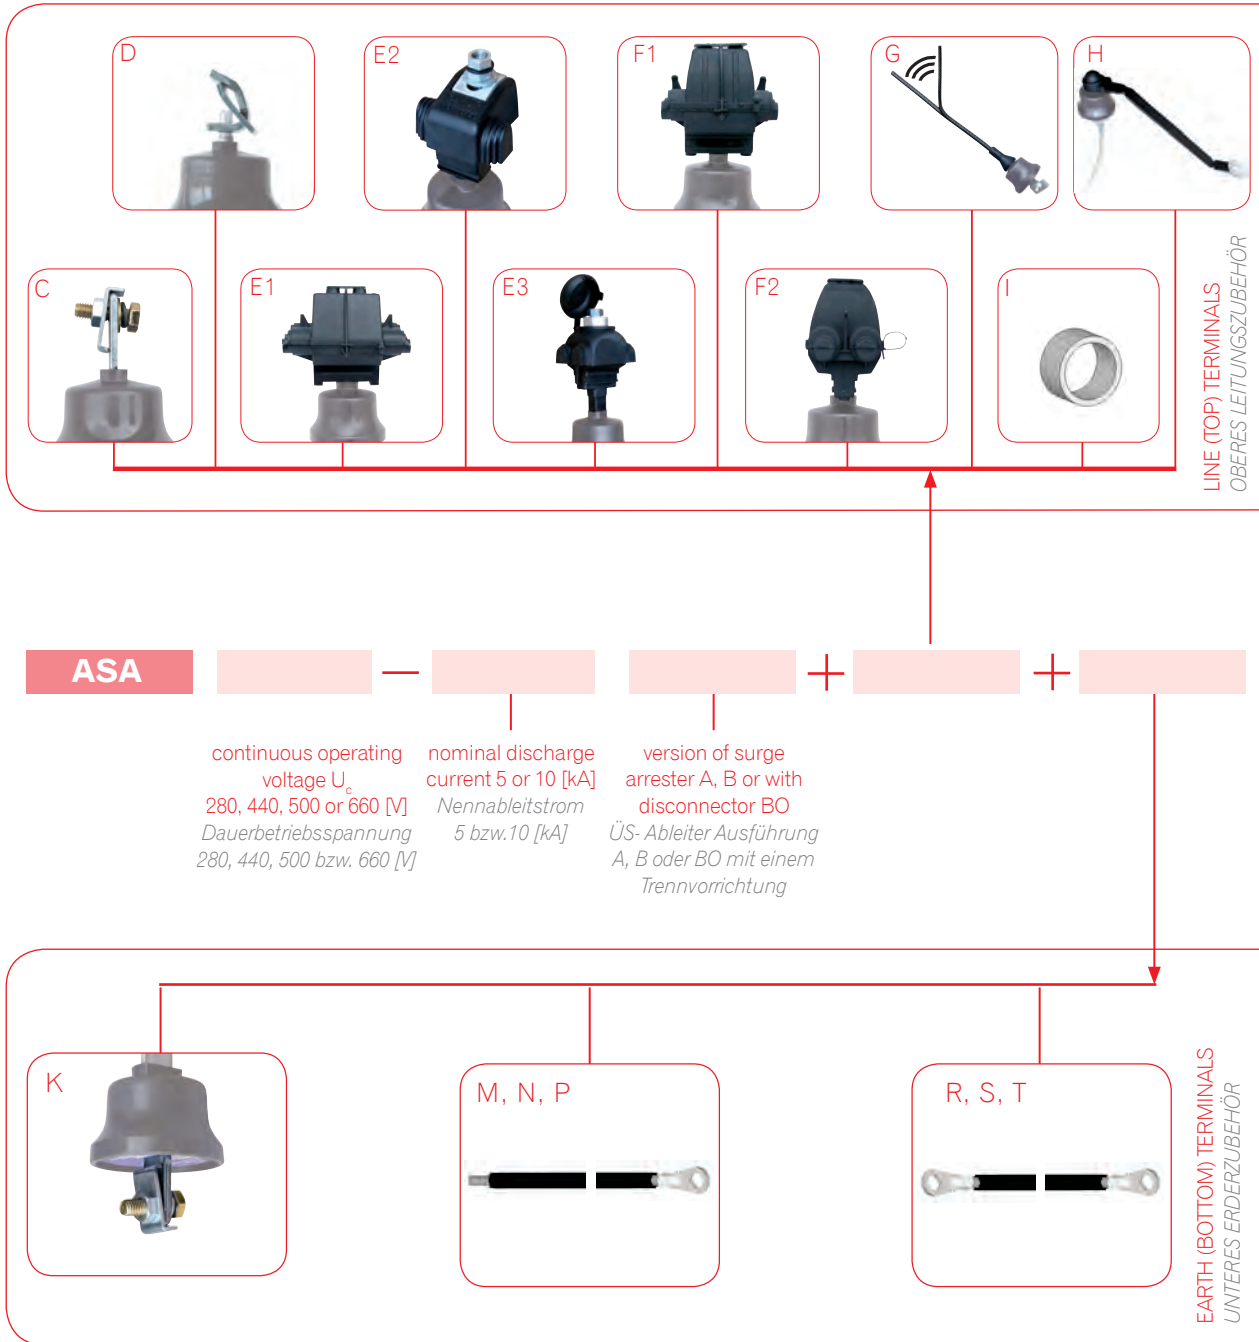 D
E2
F1
G
H
C
E1
E3
F2
I
LINE (TOP) TERMINALS
OBERES LEITUNGSZUBEHÖR
ASA
continuous operating
voltage Uc
280, 440, 500 or 660 [V]
Dauerbetriebsspannung
280, 440, 500 bzw. 660 [V]
nominal discharge
current 5 or 10 [kA]
Nennableitstrom
5 bzw.10 [kA]
version of surge
arrester A, B or with
disconnector BO
ÜS- Ableiter Ausführung
A, B oder BO mit einem
Trennvorrichtung
K
M, N, P
R, S, T
EARTH (BOTTOM) TERMINALS
UNTERES ERDERZUBEHÖR